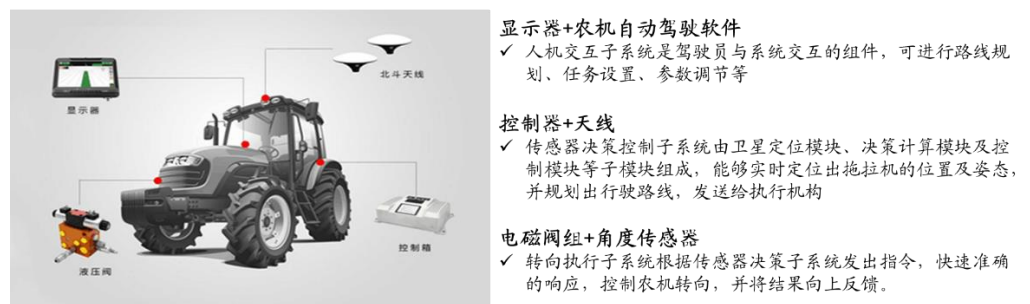 显示器
北斗天线
液压阀
控制箱
显示器+农机自动驾驶软件
✓ 人机交互子系统是驾驶员与系统交互的组件，可进行路线规
划、任务设置、参数调节等
控制器+天线
✓ 传感器决策控制子系统由卫星定位模块、决策计算模块及控
制模块等子模块组成，能够实时定位出拖拉机的位置及姿态，
并规划出行驶路线，发送给执行机构
电磁阀组+角度传感器
✓ 转向执行子系统根据传感器决策子系统发出指令，快速准确
的响应，控制农机转向，并将结果向上反馈。